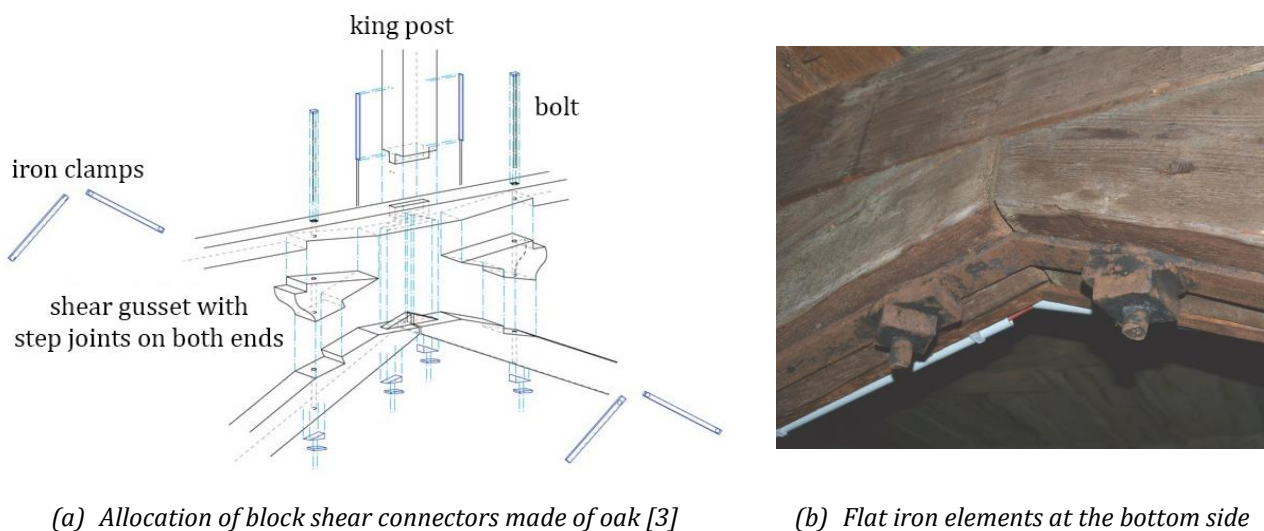 king post
bolt
iron clamps
shear gusset with
step joints on both ends
(a) Allocation of block shear connectors made of oak [3]
(b) Flat iron elements at the bottom side